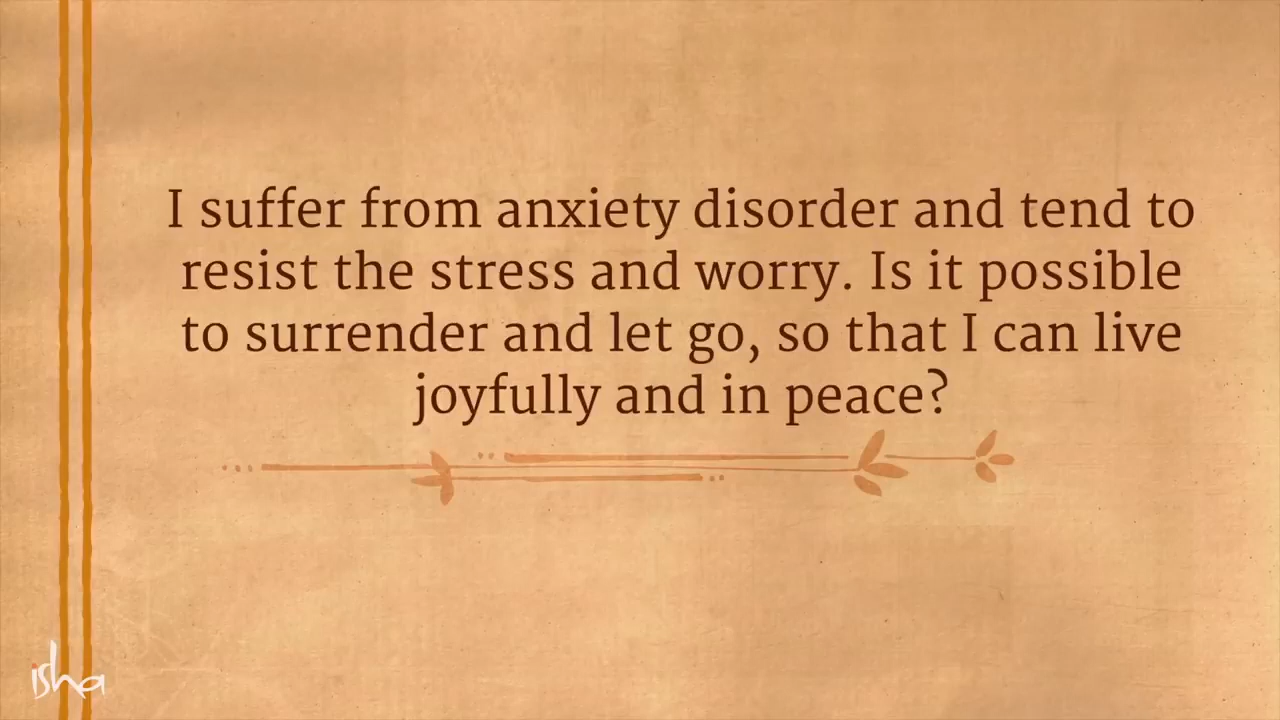 I suffer from anxiety disorder and tend to
resist the stress and worry. Is it possible
to surrender and let go, so that I can live
joyfully and in peace?
isha